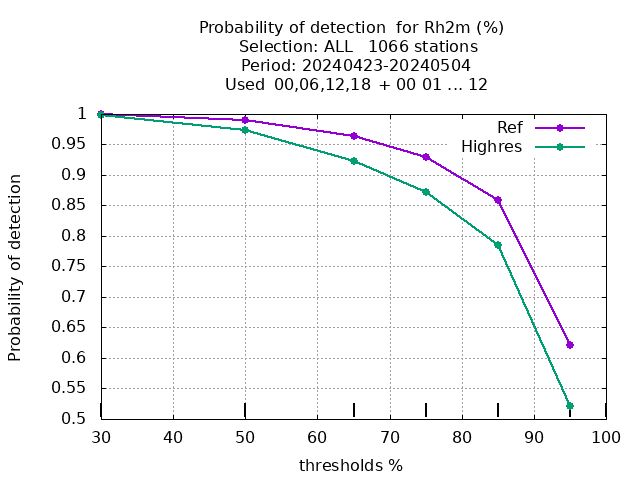 Probability of detection  for Rh2m (%)
Selection: ALL   1066 stations
Period: 20240423-20240504
Used  00,06,12,18  + 00 01 ... 12
Ref
Highres
Probability of detection
1
0.95
0.9
0.85
0.8
0.75
0.7
0.65
0.6
0.55
0.5
30 40 50 60 70 80 90 100
thresholds %